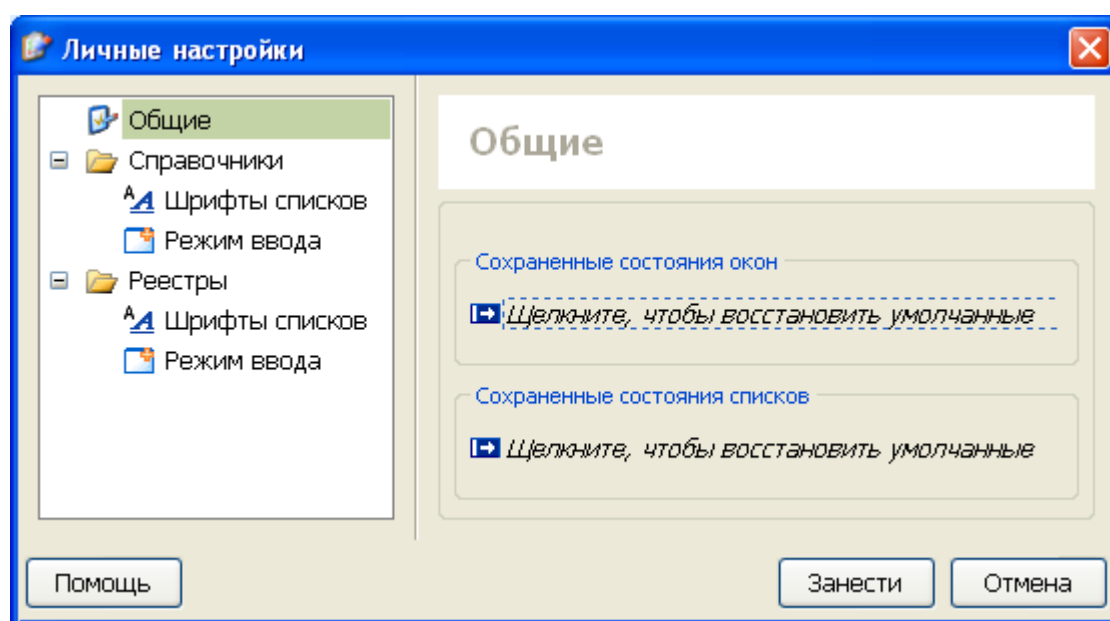 Личные настройки
Общие
Справочники
Шрифты списков
Режим ввода
Реестры
Шрифты списков
Режим ввода
Общие
Сохраненные состояния окон
Щелкните, чтобы восстановить умолчанные
Сохраненные состояния списков
Щелкните, чтобы восстановить умолчанные
Помощь
Занести
Отмена